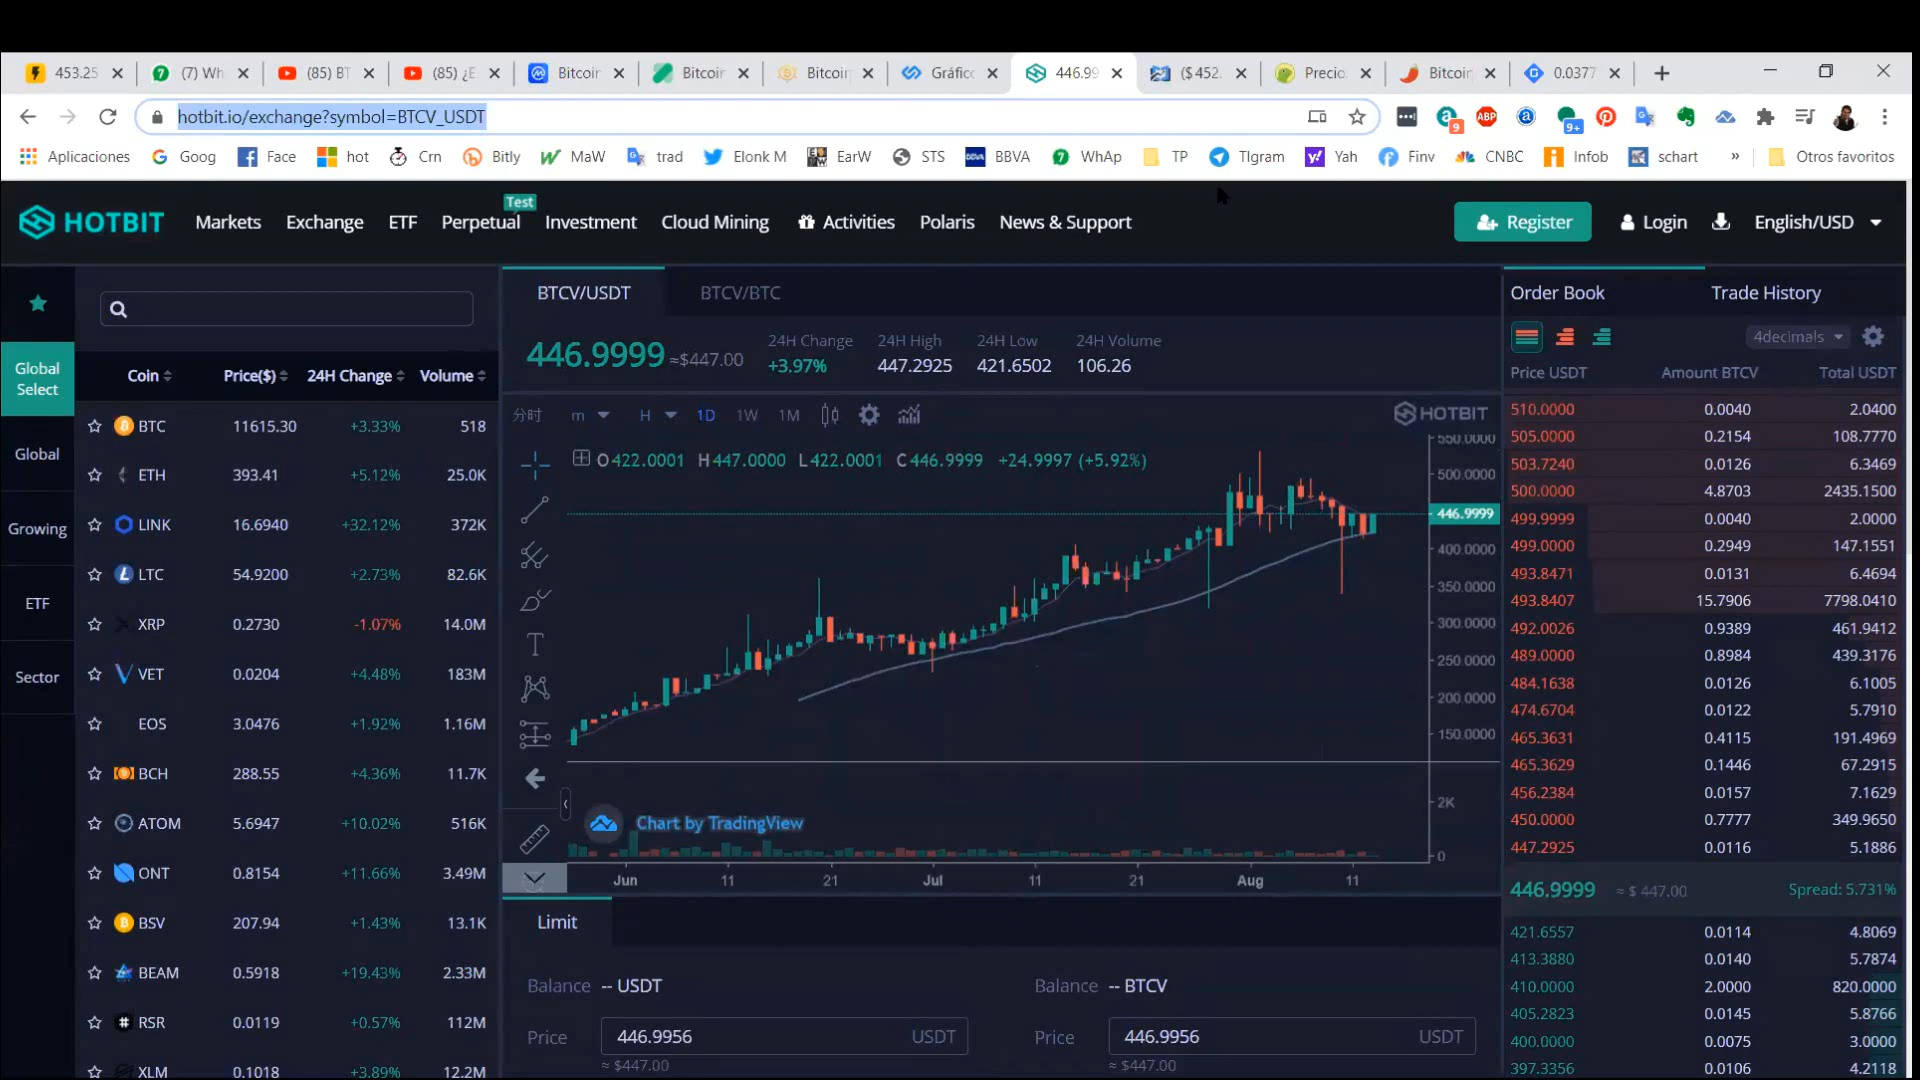 453.25
(7) Wh
(85) BT
(85) ¿E
Bitcoin
Bitcoin
Bitcoin
Gráfico
446.99
($452.
Precio
Bitcoin
0.0377
hotbit.io/exchange?symbol=BTCV_USDT
9
ABP
9+
Aplicaciones
Goog
Face
hot
Crn
Bitly
MaW
trad
Elonk M
EarW
STS
BBVA
WhAp
TP
TIgram
Yah
Finv
CNBC
Infob
schart
»
Otros favoritos
HOTBIT
Markets
Exchange
ETF
Perpetual
Test
Investment
Cloud Mining
Activities
Polaris
News & Support
Register
Login
English/USD
Global
Select
Global
Growing
ETF
Sector
Coin Price($) 24H Change Volume
BTC 11615.30 +3.33% 518
ETH 393.41 +5.12% 25.0K
LINK 16.6940 +32.12% 372K
LTC 54.9200 +2.73% 82.6K
XRP 0.2730 -1.07% 14.0M
VET 0.0204 +4.48% 183M
EOS 3.0476 +1.92% 1.16M
BCH 288.55 +4.36% 11.7K
ATOM 5.6947 +10.02% 516K
ONT 0.8154 +11.66% 3.49M
BSV 207.94 +1.43% 13.1K
BEAM 0.5918 +19.43% 2.33M
RSR 0.0119 +0.57% 112M
XLM 0.1018 +3.89% 12.2M
BTCV/USDT BTCV/BTC
446.9999 ≈$447.00
24H Change
+3.97%
24H High
447.2925
24H Low
421.6502
24H Volume
106.26
分时 m H 1D 1W 1M
HOTBIT
O422.0001 H447.0000 L422.0001 C446.9999 +24.9997 (+5.92%)
550.0000
500.0000
446.9999
400.0000
350.0000
300.0000
250.0000
200.0000
150.0000
2K
0
Chart by TradingView
Jun 11 21 Jul 11 21 Aug 11
Limit
Balance -- USDT
Price 446.9956 USDT
≈ $447.00
Balance -- BTCV
Price 446.9956 USDT
≈ $447.00
Order Book Trade History
4decimals
Price USDT Amount BTCV Total USDT
510.0000 0.0040 2.0400
505.0000 0.2154 108.7770
503.7240 0.0126 6.3469
500.0000 4.8703 2435.1500
499.9999 0.0040 2.0000
499.0000 0.2949 147.1551
493.8471 0.0131 6.4694
493.8407 15.7906 7798.0410
492.0026 0.9389 461.9412
489.0000 0.8984 439.3176
484.1638 0.0126 6.1005
474.6704 0.0122 5.7910
465.3631 0.4115 191.4969
465.3629 0.1446 67.2915
456.2384 0.0157 7.1629
450.0000 0.7777 349.9650
447.2925 0.0116 5.1886
446.9999 ≈ $ 447.00 Spread: 5.731%
421.6557 0.0114 4.8069
413.3880 0.0140 5.7874
410.0000 2.0000 820.0000
405.2823 0.0145 5.8766
400.0000 0.0075 3.0000
397.3356 0.0106 4.2118